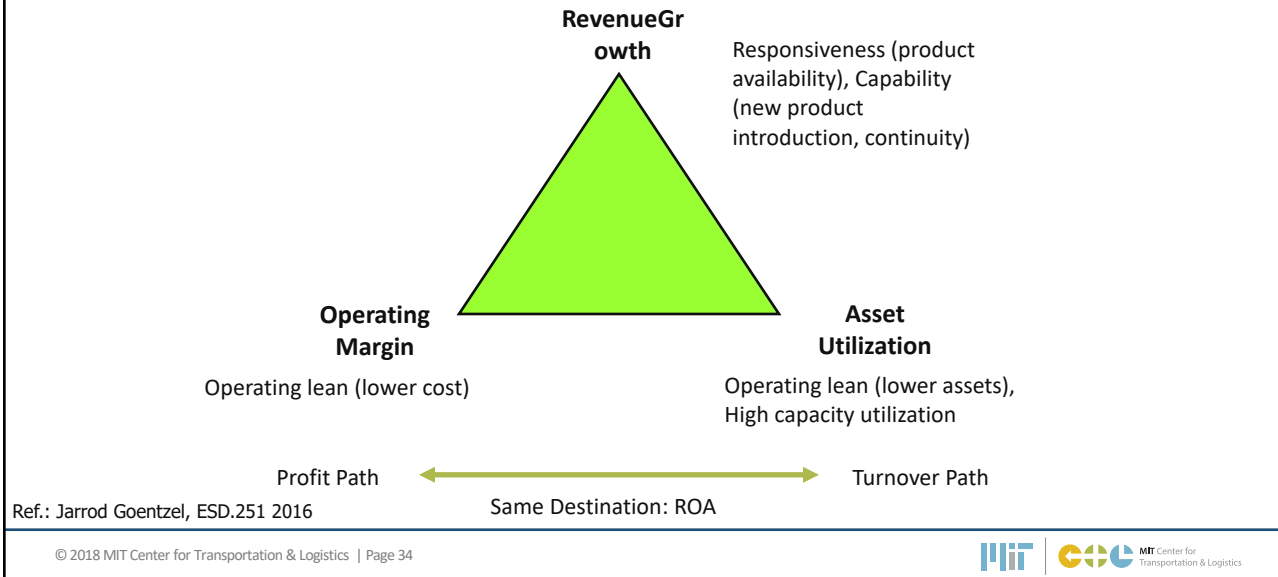 RevenueGr
owth
Responsiveness (product
availability), Capability
(new product
introduction, continuity)
Operating
Margin
Operating lean (lower cost)
Asset
Utilization
Operating lean (lower assets),
High capacity utilization
Profit Path
Turnover Path
Same Destination: ROA
Ref.: Jarrod Goentzel, ESD.251 2016
© 2018 MIT Center for Transportation & Logistics | Page 34
MIT Center for
Transportation & Logistics